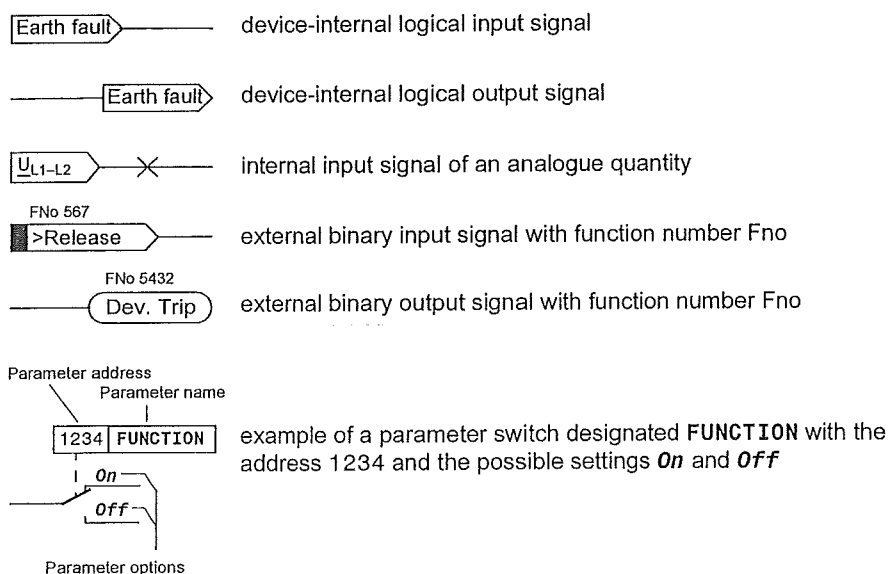 Earth fault device-internal logical input signal
Earth fault device-internal logical output signal
UL1–L2 internal input signal of an analogue quantity
FNo 567
>Release external binary input signal with function number Fno
FNo 5432
Dev. Trip external binary output signal with function number Fno
Parameter address
Parameter name
1234 FUNCTION example of a parameter switch designated FUNCTION with the
address 1234 and the possible settings On and Off
On
Off
Parameter options